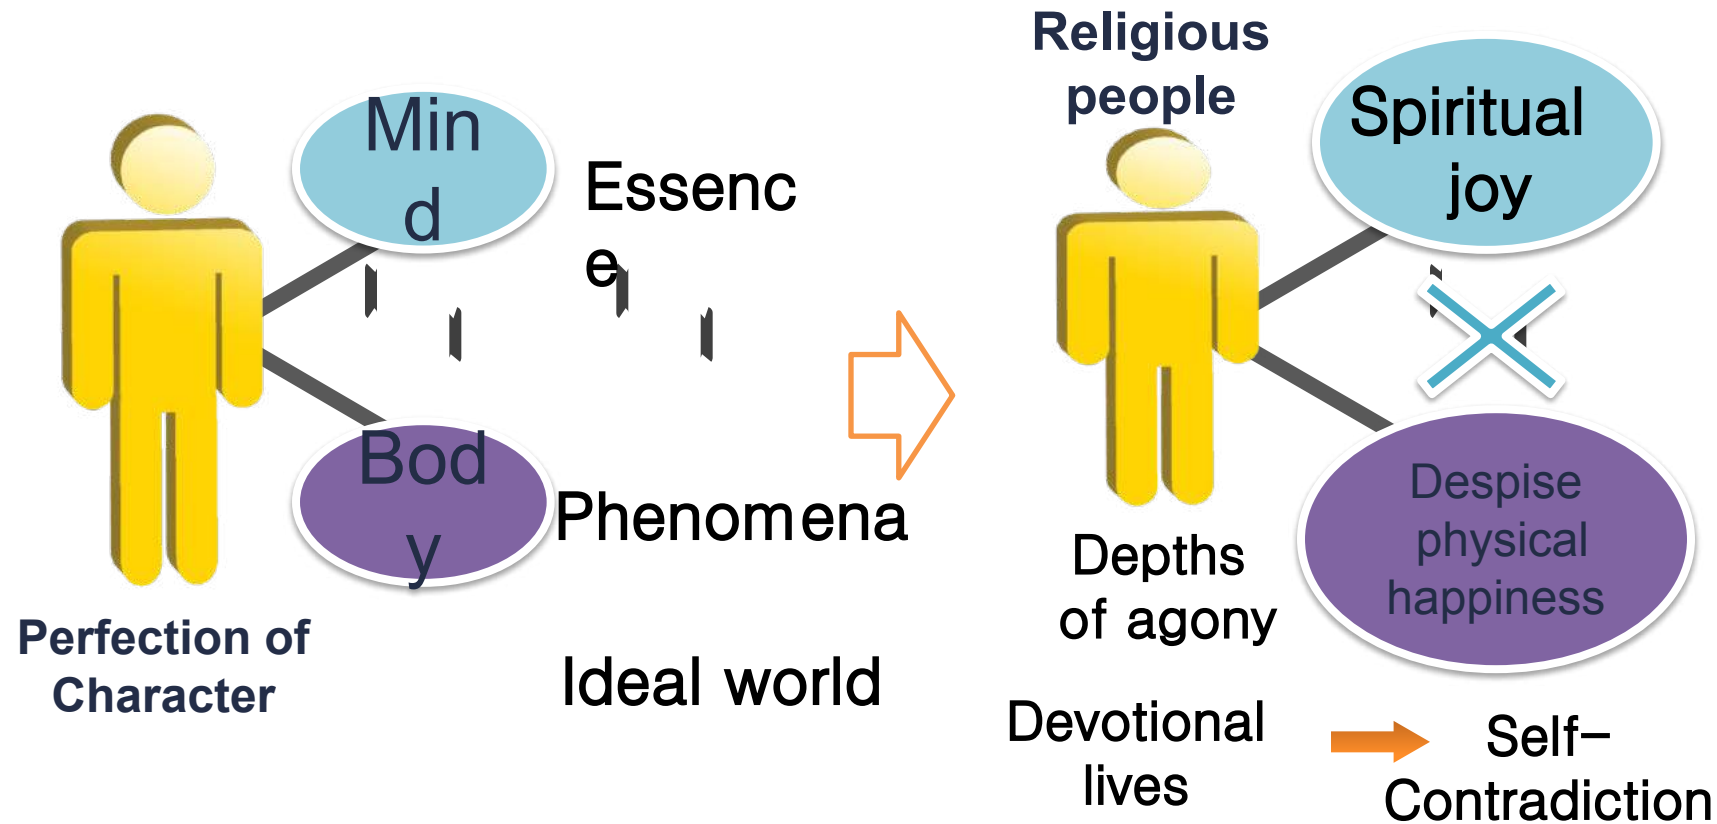 Min
d
Essenc
e
Body
Phenomena
Perfection of
Character
Ideal world
Religious
people
Spiritual
joy
Despise
physical
happiness
Depths
of agony
Devotional
lives
Self-
Contradiction